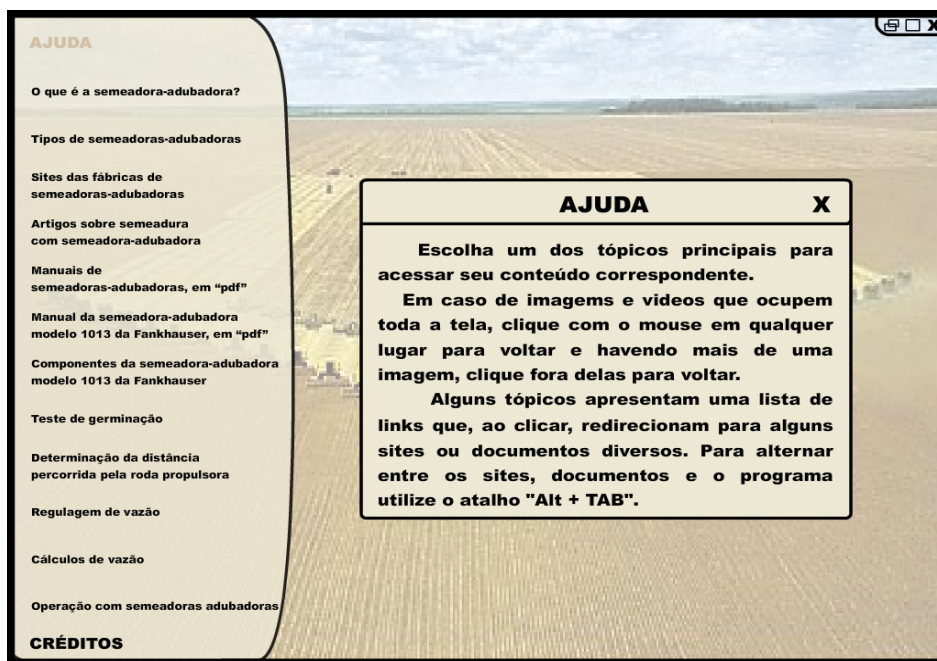 AJUDA
O que é a semeadora-adubadora?
Tipos de semeadoras-adubadoras
Sites das fábricas de
semeadoras-adubadoras
Artigos sobre semeadura
com semeadora-adubadora
Manuais de
semeadoras-adubadoras, em “pdf”
Manual da semeadora-adubadora
modelo 1013 da Fankhauser, em “pdf”
Componentes da semeadora-adubadora
modelo 1013 da Fankhauser
Teste de germinação
Determinação da distância
percorrida pela roda propulsora
Regulagem de vazão
Cálculos de vazão
Operação com semeadoras adubadoras
CRÉDITOS
X
AJUDA X
Escolha um dos tópicos principais para
acessar seu conteúdo correspondente.
Em caso de imagems e videos que ocupem
toda a tela, clique com o mouse em qualquer
lugar para voltar e havendo mais de uma
imagem, clique fora delas para voltar.
Alguns tópicos apresentam uma lista de
links que, ao clicar, redirecionam para alguns
sites ou documentos diversos. Para alternar
entre os sites, documentos e o programa
utilize o atalho "Alt + TAB".